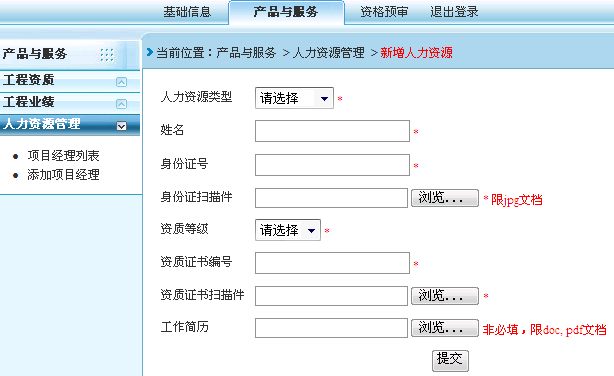 基础信息 产品与服务 资格预审 退出登录
产品与服务
工程资质
工程业绩
人力资源管理
项目经理列表
添加项目经理
当前位置：产品与服务 >人力资源管理 >新增人力资源
人力资源类型 请选择 *
姓名 *
身份证号 *
身份证扫描件 浏览... * 限jpg文档
资质等级 请选择 *
资质证书编号 *
资质证书扫描件 浏览... *
工作简历 浏览... 非必填，限doc, pdf文档
提交